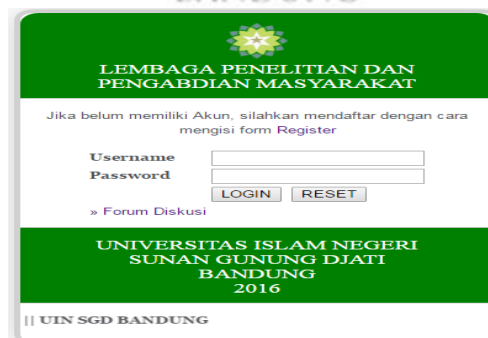 LEMBAGA PENELITIAN DAN
PENGABDIAN MASYARAKAT
Jika belum memiliki Akun, silahkan mendaftar dengan cara
mengisi form Register
Username
Password
LOGIN RESET
» Forum Diskusi
UNIVERSITAS ISLAM NEGERI
SUNAN GUNUNG DJATI
BANDUNG
2016
|| UIN SGD BANDUNG